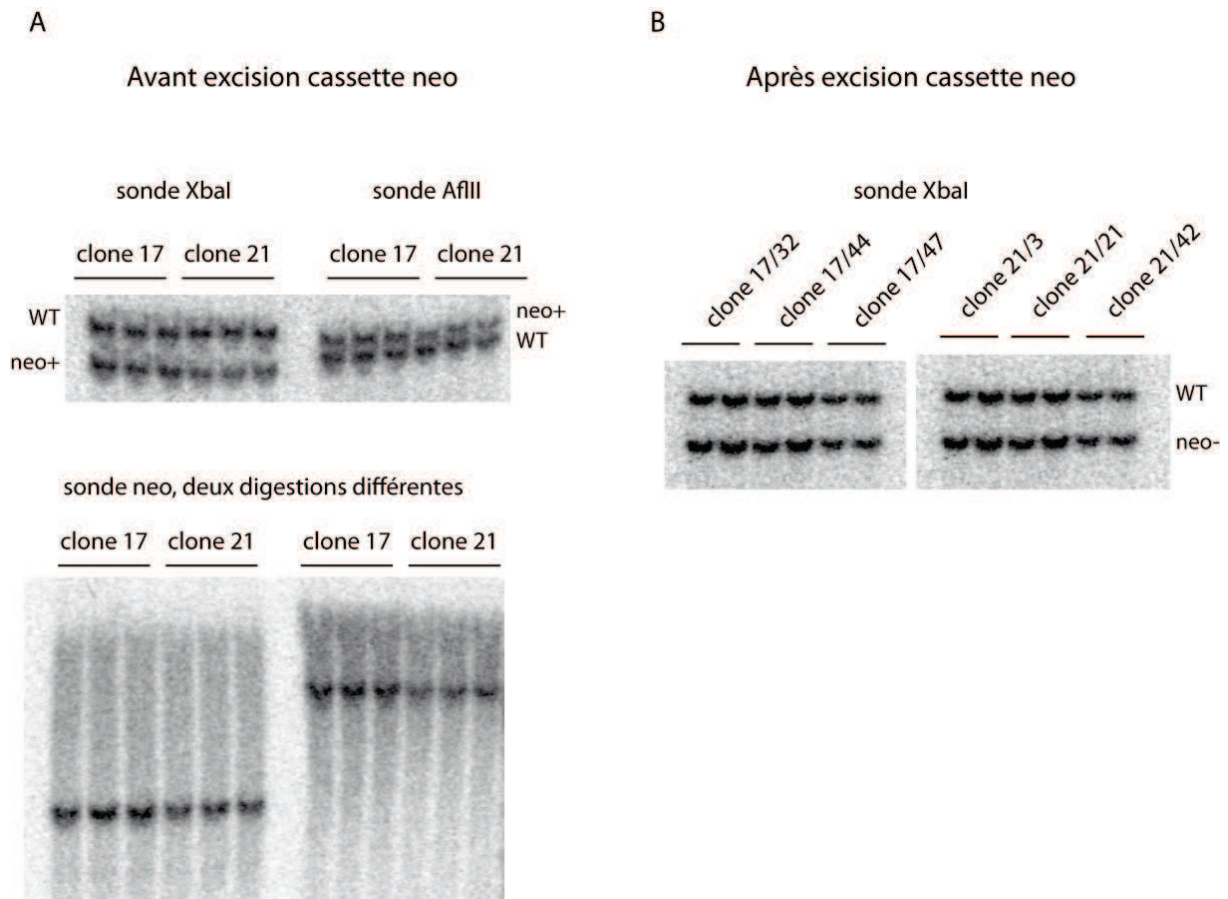 A
Avant excision cassette neo
sonde XbaI
sonde AflII
clone 17
clone 21
clone 17
clone 21
WT
neo+
neo+
WT
sonde neo, deux digestions différentes
clone 17
clone 21
clone 17
clone 21
B
Après excision cassette neo
sonde XbaI
clone 17/32
clone 17/44
clone 17/47
clone 21/3
clone 21/21
clone 21/42
WT
neo-